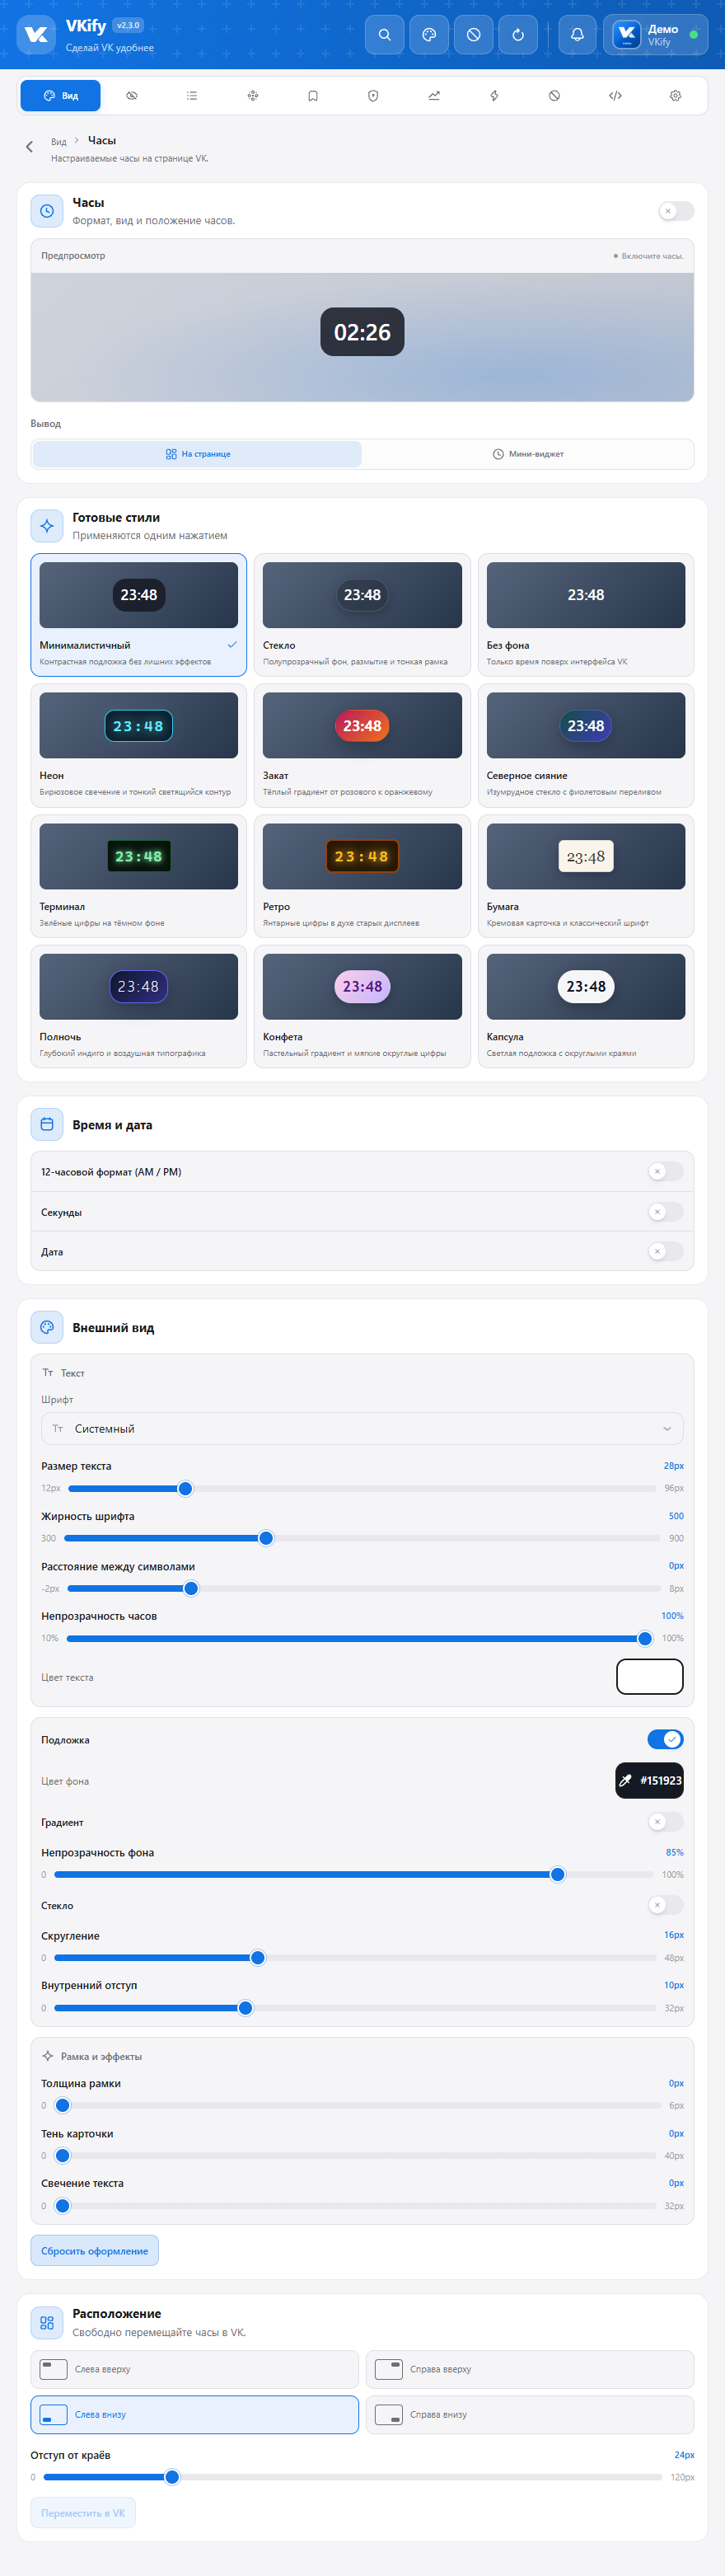 VKify v2.3.0
Сделай VK удобнее
Демо
VKify
Вид
Вид > Часы
Настраиваемые часы на странице VK.
Часы
Формат, вид и положение часов.
Предпросмотр
Включите часы.
02:26
Вывод
На странице
Мини-виджет
Готовые стили
Применяются одним нажатием
23:48
23:48
23:48
Минималистичный
Стекло
Без фона
Контрастная подложка без лишних эффектов
Полупрозрачный фон, размытие и тонкая рамка
Только время поверх интерфейса VK
23:48
23:48
23:48
Неон
Закат
Северное сияние
Бирюзовое свечение и тонкий светящийся контур
Тёплый градиент от розового к оранжевому
Изумрудное стекло с фиолетовым переливом
23:48
23:48
23:48
Терминал
Ретро
Бумага
Зелёные цифры на тёмном фоне
Янтарные цифры в духе старых дисплеев
Кремовая карточка и классический шрифт
23:48
23:48
23:48
Полночь
Конфета
Капсула
Глубокий индиго и воздушная типографика
Пастельный градиент и мягкие округлые цифры
Светлая подложка с округлыми краями
Время и дата
12-часовой формат (AM / PM)
Секунды
Дата
Внешний вид
Тт Текст
Шрифт
Тт Системный
Размер текста 28px
12px 96px
Жирность шрифта 500
300 900
Расстояние между символами 0px
-2px 8px
Непрозрачность часов 100%
10% 100%
Цвет текста
Подложка
Цвет фона #151923
Градиент
Непрозрачность фона 85%
0 100%
Стекло
Скругление 16px
0 48px
Внутренний отступ 10px
0 32px
Рамка и эффекты
Толщина рамки 0px
0 6px
Тень карточки 0px
0 40px
Свечение текста 0px
0 32px
Сбросить оформление
Расположение
Свободно перемещайте часы в VK.
Слева вверху
Справа вверху
Слева внизу
Справа внизу
Отступ от краёв 24px
0 120px
Переместить в VK